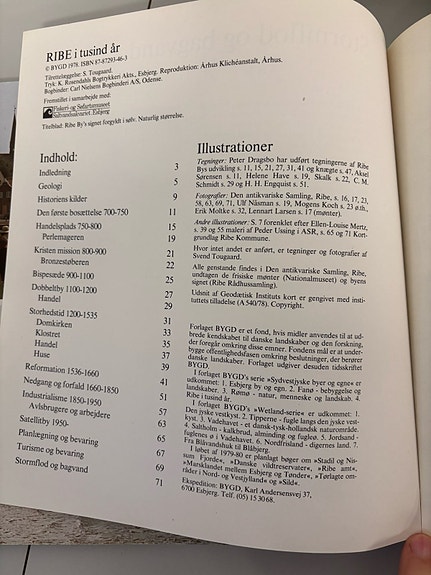 RIBE i tusind år
© BYGD 1978. ISBN 87-87293-46-3
Tilrettelæggelse: S. Tougaard.
Tryk: K. Rosendahls Bogtrykkeri Akts., Esbjerg. Reproduktion: Århus Klichéanstalt, Århus.
Bogbinder: Carl Nielsens Bogbinderi A/S, Odense.
Fremstillet i samarbejde med:
Fiskeri- og Søfartsmuseet
Saltvandsakvariet. Esbjerg
Titelblad: Ribe By's signet forgyldt i sølv. Naturlig størrelse.
Indhold:
Indledning 3
Geologi 5
Historiens kilder 9
Den første bosættelse 700-750 11
Handelsplads 750-800 15
Perlemageren 19
Kristen mission 800-900 21
Bronzestøberen 22
Bispesæde 900-1100 25
Dobbeltby 1100-1200 27
Handel 29
Storhedstid 1200-1535 31
Domkirken 33
Klostret 35
Handel 37
Huse 39
Reformation 1536-1660 41
Nedgang og forfald 1660-1850 51
Industrialisme 1850-1950 57
Avlsbrugere og arbejdere 63
Satellitby 1950- 65
Planlægning og bevaring 67
Turisme og bevaring 69
Stormflod og bagvand 71
Illustrationer
Tegninger: Peter Dragsbo har udført tegningerne af Ribe
Bys udvikling s. 11, 15, 21, 27, 31, 41 og knægte s. 47, Aksel
Sørensen s. 11, Helene Have s. 19, Skalk s. 22, C. M.
Schmidt s. 29 og H. H. Engqvist s. 51.
Fotografier: Den antikvariske Samling, Ribe, s. 16, 17, 23,
58, 63, 69, 71, Ulf Näsman s. 19, Mogens Koch s. 23 ø.th.,
Erik Moltke s. 32, Lennart Larsen s. 17 (mønter).
Andre illustrationer: S. 7 forenklet efter Ellen-Louise Mertz,
s. 39 og 55 maleri af Peder Ussing i ASR, s. 65 og 71 Kort-
grundlag Ribe Kommune.
Hvor intet andet er anført, er tegninger og fotografier af
Svend Tougaard.
Alle genstande findes i Den antikvariske Samling, Ribe,
undtagen de frisiske mønter (Nationalmuseet) og byens
signet (Ribe Rådhussamling).
Udsnit af Geodætisk Instituts kort er gengivet med insti-
tuttets tilladelse (A 540/78). Copyright.
Forlaget BYGD er et fond, hvis midler anvendes til at ud-
brede kendskabet til danske landskaber og den forskning,
der foregår omkring disse emner. Fondens mål er at under-
bygge offentlighedsfasen omkring beslutninger, der berører
danske landskaber. Forlaget udgiver desuden tidsskriftet
BYGD.
I forlaget BYGD's serie »Sydvestjyske byer og egne« er
udkommet: 1. Esbjerg by og egn. 2. Fanø - bebyggelse og
landskaber. 3. Rømø - natur, menneske og landskab. 4.
Ribe i tusind år.
I forlaget BYGD's »Wetland-serie« er udkommet: 1.
Den jyske vestkyst. 2. Tipperne - fugle langs den jyske vest-
kyst. 3. Vadehavet - et dansk-tysk-hollandsk naturområde.
4. Saltholm - kalkbrud, almindig og fugleø. 5. Jordsand -
fuglenes ø i Vadehavet. 6. Nordfrisland - digernes land. 7.
Fra Blåvandshuk til Blåbjerg.
I løbet af 1979-80 er planlagt bøger om »Stadil og Nis-
sum Fjorde«, »Danske vildtreservater«, »Ribe amt«,
»Marsklandet mellem Esbjerg og Tønder«, »Tørlagte om-
råder i Nord- og Vestjylland« og »Sild«.
Ekspedition: BYGD, Karl Andersensvej 37,
6700 Esbjerg. Telf. (05) 15 30 68.